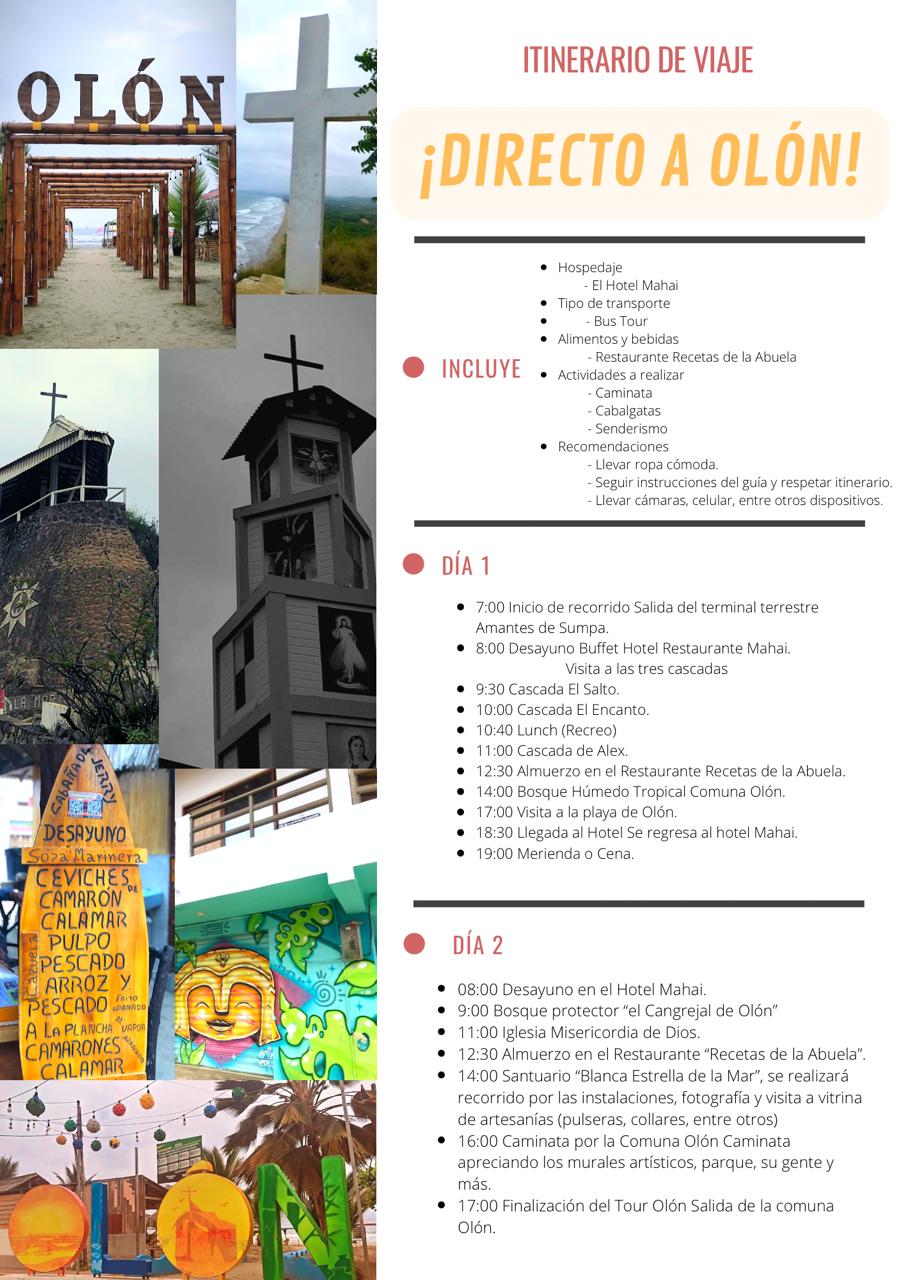 OLÓN
LA MAR
CABAÑA D' JERRY
DESAYUNO
Sopa Marinera
CEVICHES
DE
CAMARÓN
CALAMAR
PULPO
PESCADO
Cazuela
ARROZ Y
PESCADO
FRITO
APANADO
A LA PLANCHA
AL VAPOR
APANADO
CAMARONES
CALAMAR
OLÓN
ITINERARIO DE VIAJE
¡DIRECTO A OLÓN!
INCLUYE
• Hospedaje
- El Hotel Mahai
• Tipo de transporte
• - Bus Tour
• Alimentos y bebidas
- Restaurante Recetas de la Abuela
• Actividades a realizar
- Caminata
- Cabalgatas
- Senderismo
• Recomendaciones
- Llevar ropa cómoda.
- Seguir instrucciones del guía y respetar itinerario.
- Llevar cámaras, celular, entre otros dispositivos.
DÍA 1
• 7:00 Inicio de recorrido Salida del terminal terrestre
Amantes de Sumpa.
• 8:00 Desayuno Buffet Hotel Restaurante Mahai.
Visita a las tres cascadas
• 9:30 Cascada El Salto.
• 10:00 Cascada El Encanto.
• 10:40 Lunch (Recreo)
• 11:00 Cascada de Alex.
• 12:30 Almuerzo en el Restaurante Recetas de la Abuela.
• 14:00 Bosque Húmedo Tropical Comuna Olón.
• 17:00 Visita a la playa de Olón.
• 18:30 Llegada al Hotel Se regresa al hotel Mahai.
• 19:00 Merienda o Cena.
DÍA 2
• 08:00 Desayuno en el Hotel Mahai.
• 9:00 Bosque protector “el Cangrejal de Olón”
• 11:00 Iglesia Misericordia de Dios.
• 12:30 Almuerzo en el Restaurante “Recetas de la Abuela”.
• 14:00 Santuario “Blanca Estrella de la Mar”, se realizará
recorrido por las instalaciones, fotografía y visita a vitrina
de artesanías (pulseras, collares, entre otros)
• 16:00 Caminata por la Comuna Olón Caminata
apreciando los murales artísticos, parque, su gente y
más.
• 17:00 Finalización del Tour Olón Salida de la comuna
Olón.